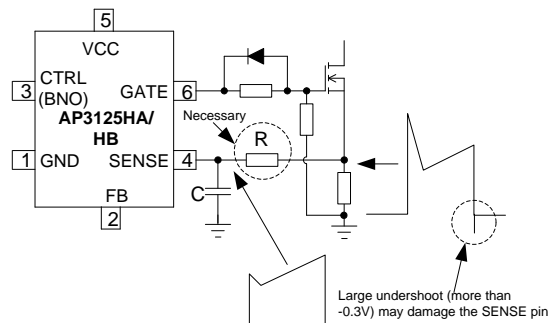 5
VCC
3
CTRL
(BNO)
GATE
6
AP3125HA/
HB
Necessary
R
1
GND
SENSE
4
C
FB
2
Large undershoot (more than
-0.3V) may damage the SENSE pin